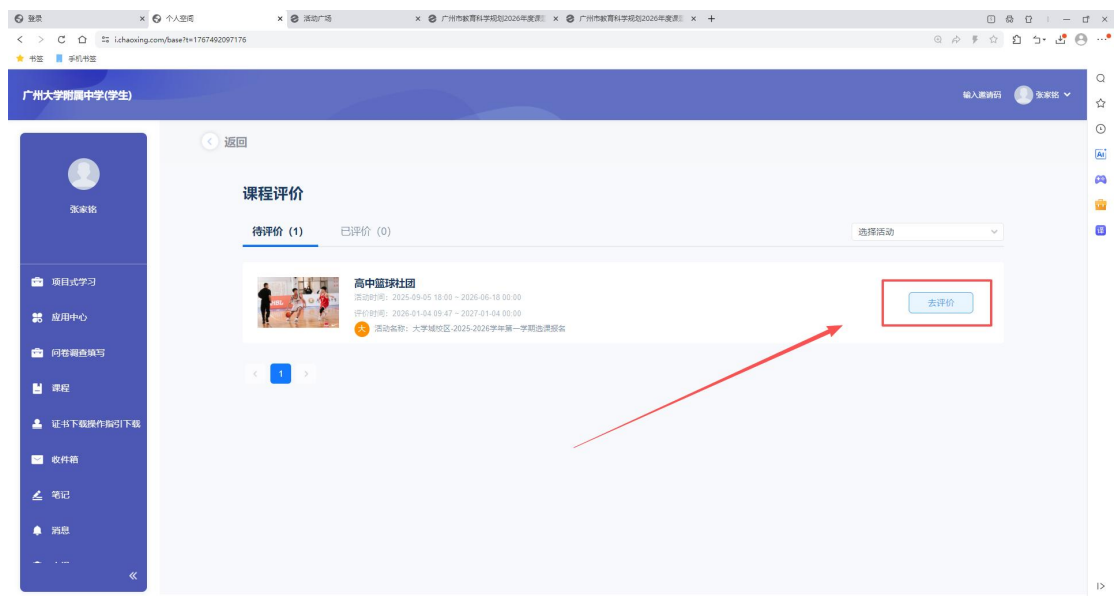 登录
个人空间
活动广场
广州市教育科学规划2026年度课
广州市教育科学规划2026年度课
i.chaoxing.com/base?t=1767492097176
书签
手机书签
广州大学附属中学(学生)
输入邀请码
张家铭
返回
张家铭
课程评价
待评价 (1)
已评价 (0)
选择活动
项目式学习
高中篮球社团
活动时间：2025-09-05 18:00 ~ 2026-06-18 00:00
去评价
应用中心
评价时间：2026-01-04 09:47 ~ 2027-01-04 00:00
大
活动名称：大学城校区-2025-2026学年第一学期选课报名
问卷调查填写
1
课程
证书下载操作指引下载
收件箱
笔记
消息